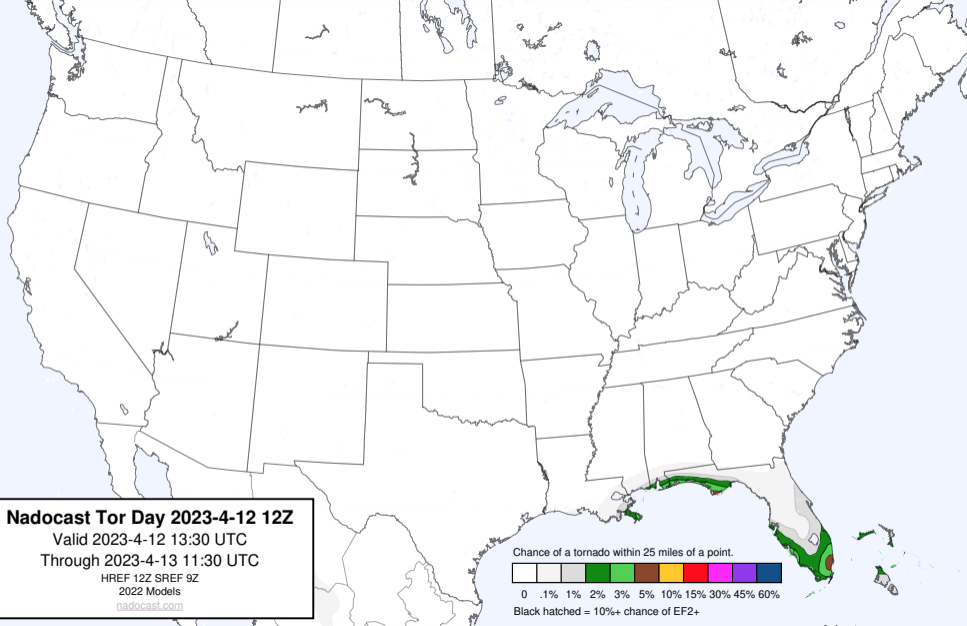 Nadocast Tor Day 2023-4-12 12Z
Valid 2023-4-12 13:30 UTC
Through 2023-4-13 11:30 UTC
HREF 12Z SREF 9Z
2022 Models
nadocast.com
Chance of a tornado within 25 miles of a point.
0 .1% 1% 2% 3% 5% 10% 15% 30% 45% 60%
Black hatched = 10%+ chance of EF2+